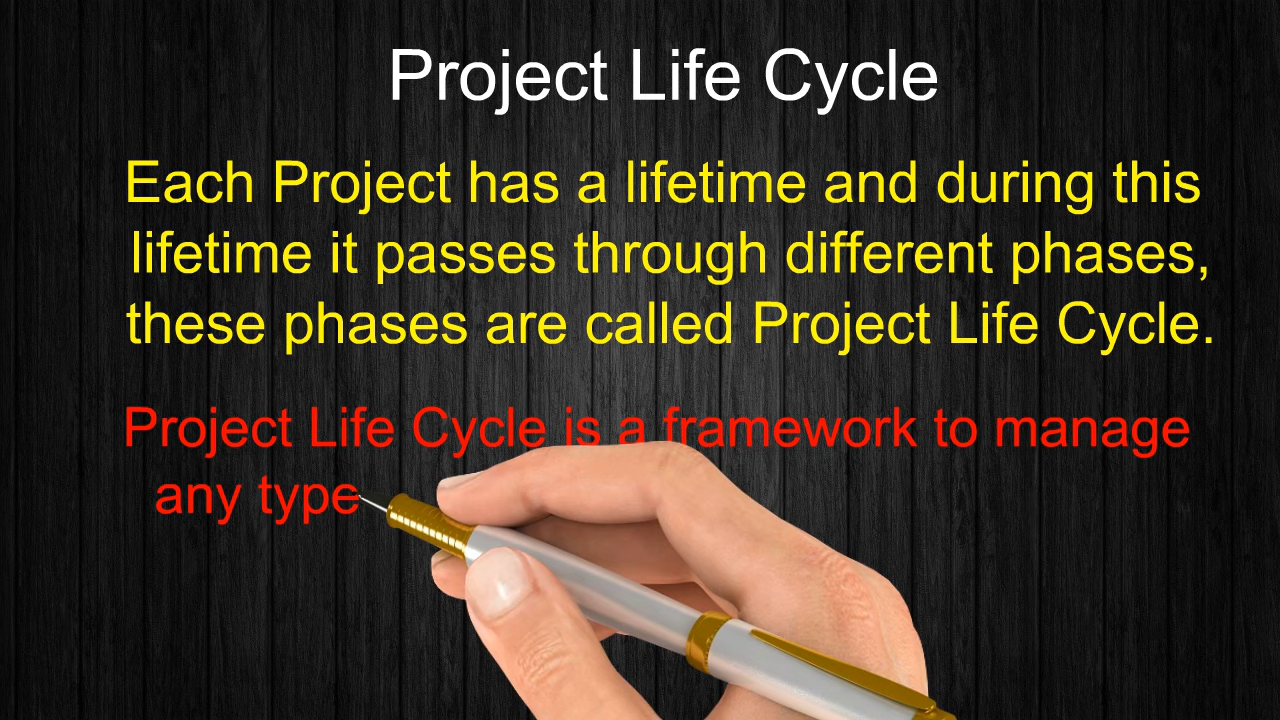 Project Life Cycle
Each Project has a lifetime and during this
lifetime it passes through different phases,
these phases are called Project Life Cycle.
Project Life Cycle is a framework to manage
any type